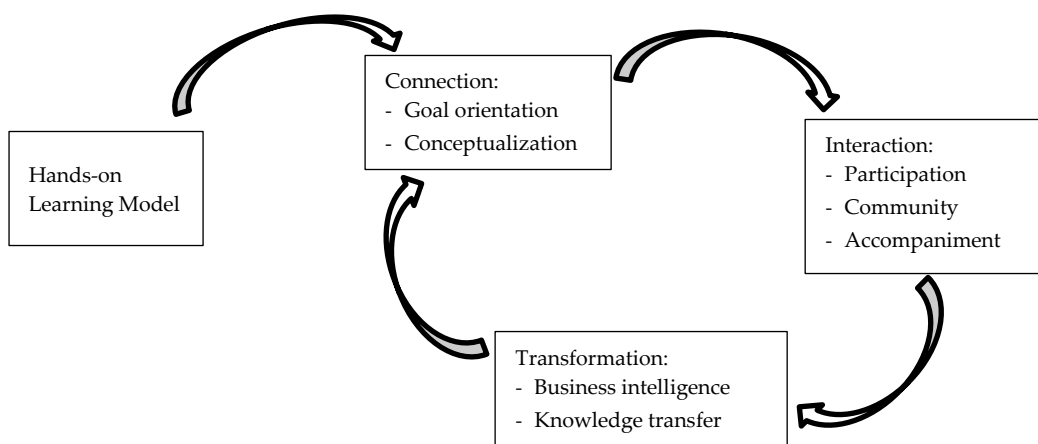 Hands-on
Learning Model
Connection:
- Goal orientation
- Conceptualization
Interaction:
- Participation
- Community
- Accompaniment
Transformation:
- Business intelligence
- Knowledge transfer